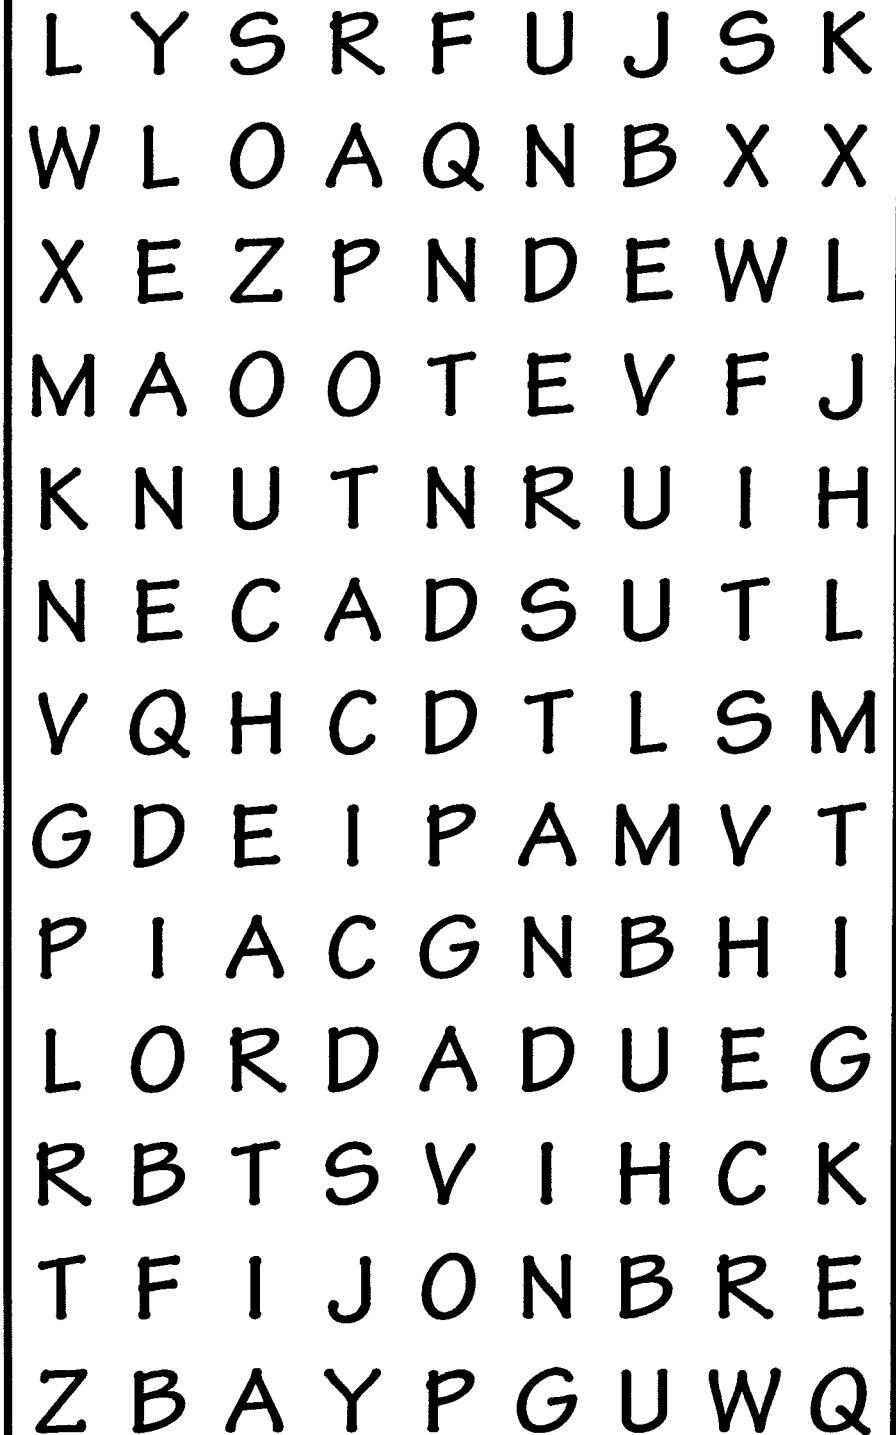 L Y S R F U J S K
W L O A Q N B X X
X E Z P N D E W L
M A O O T E V F J
K N U T N R U I H
N E C A D S U T L
V Q H C D T L S M
G D E I P A M V T
P I A C G N B H I
L O R D A D U E G
R B T S V I H C K
T F I J O N B R E
Z B A Y P G U W Q